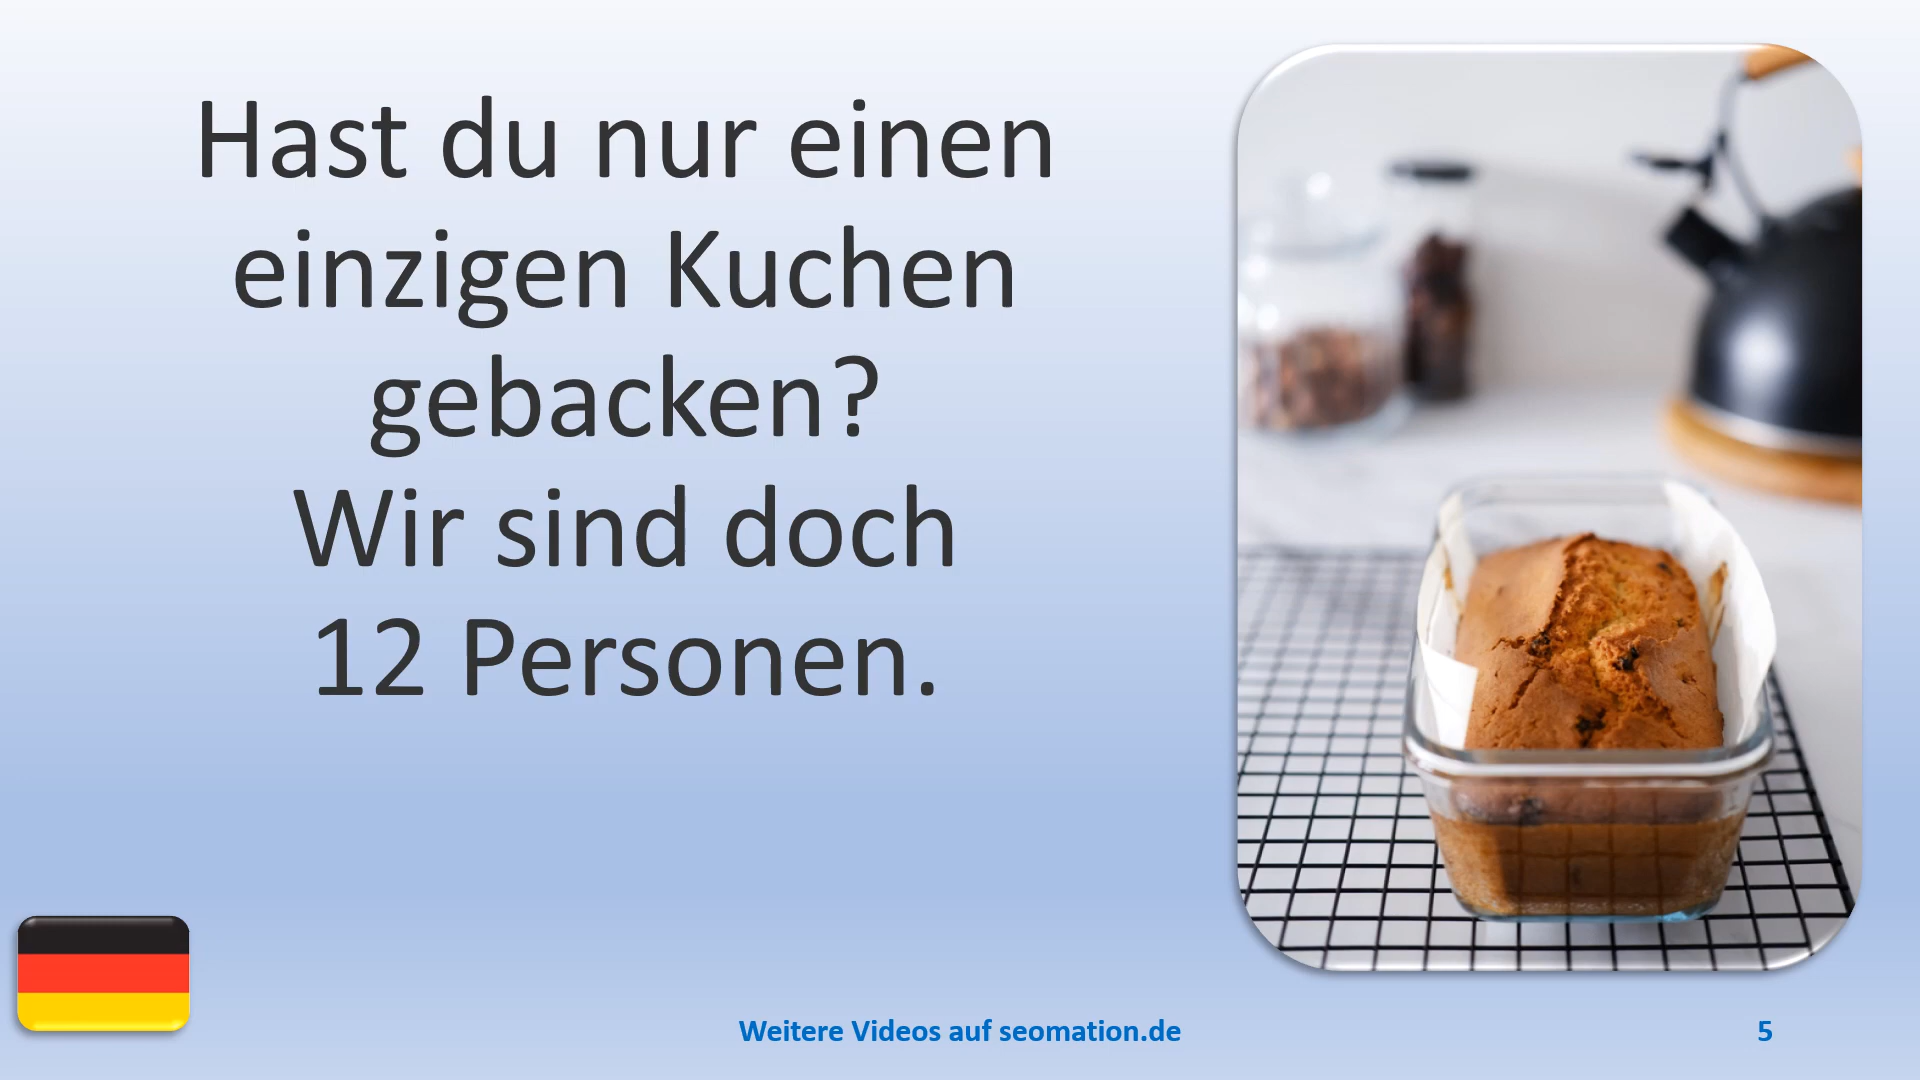 Hast du nur einen
einzigen Kuchen
gebacken?
Wir sind doch
12 Personen.
Weitere Videos auf seomation.de
5